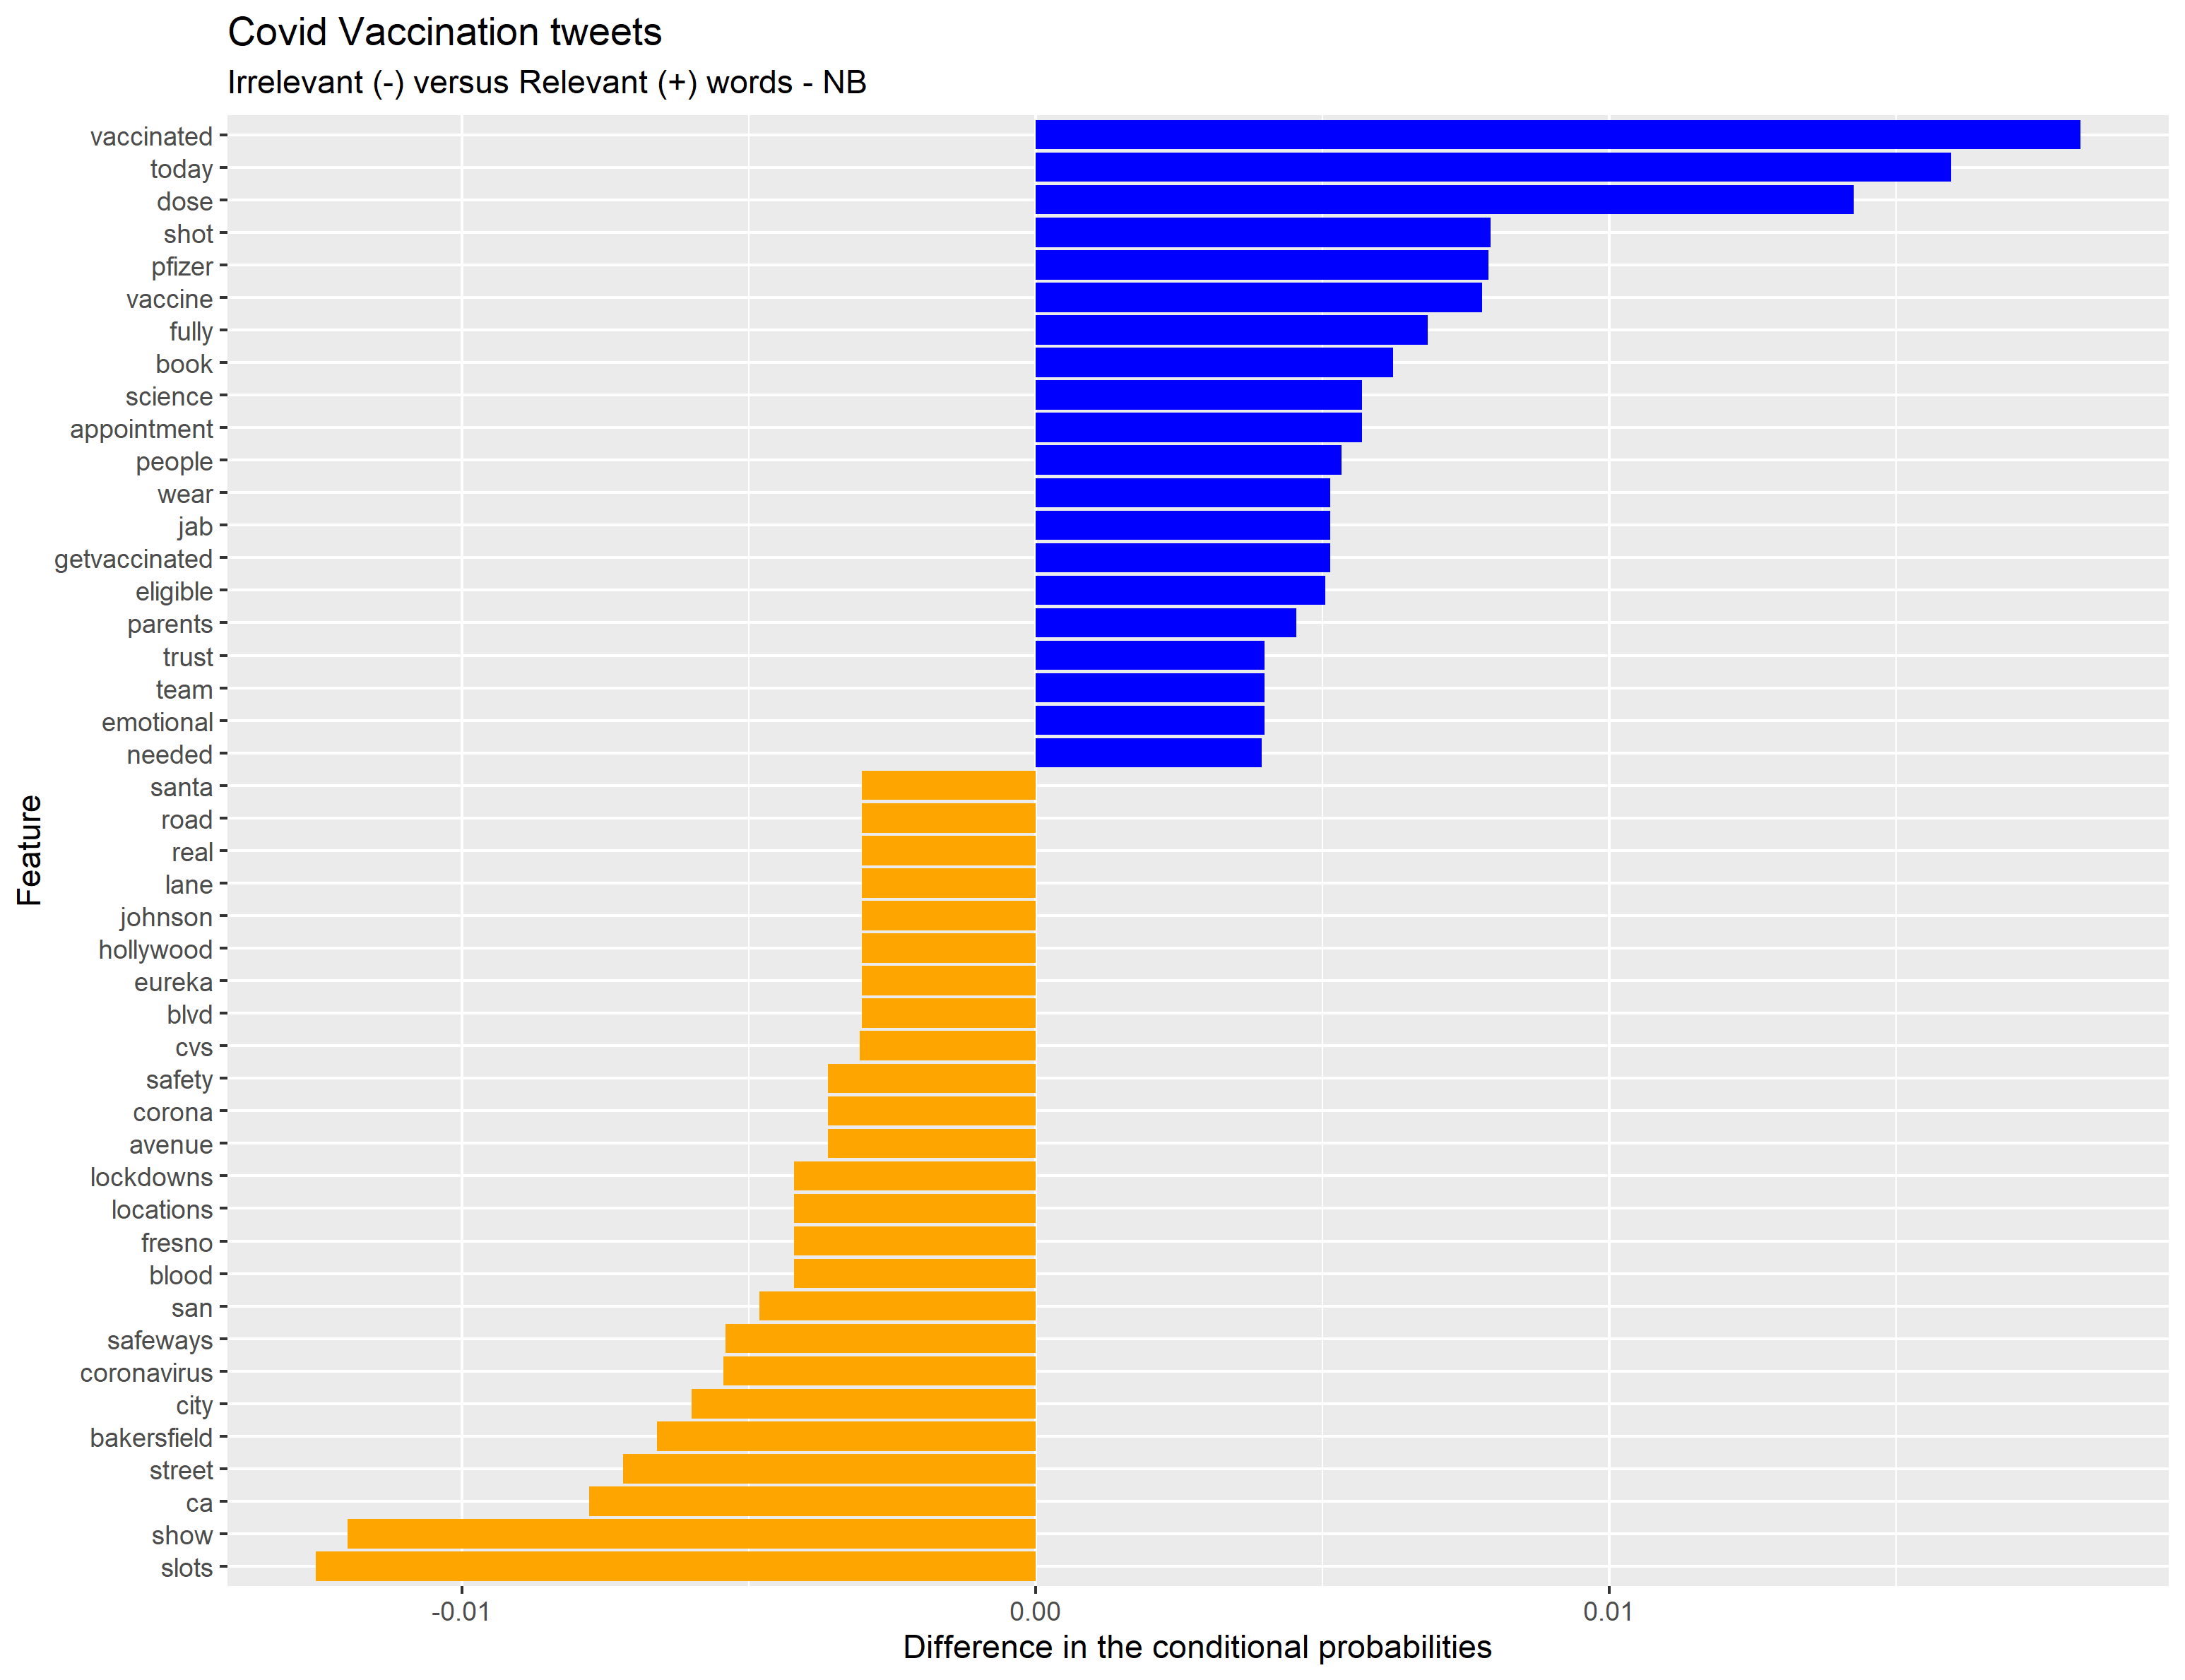 Covid Vaccination tweets
Irrelevant (-) versus Relevant (+) words - NB
Feature
vaccinated
today
dose
shot
pfizer
vaccine
fully
book
science
appointment
people
wear
jab
getvaccinated
eligible
parents
trust
team
emotional
needed
santa
road
real
lane
johnson
hollywood
eureka
blvd
cvs
safety
corona
avenue
lockdowns
locations
fresno
blood
san
safeways
coronavirus
city
bakersfield
street
ca
show
slots
-0.01 0.00 0.01
Difference in the conditional probabilities